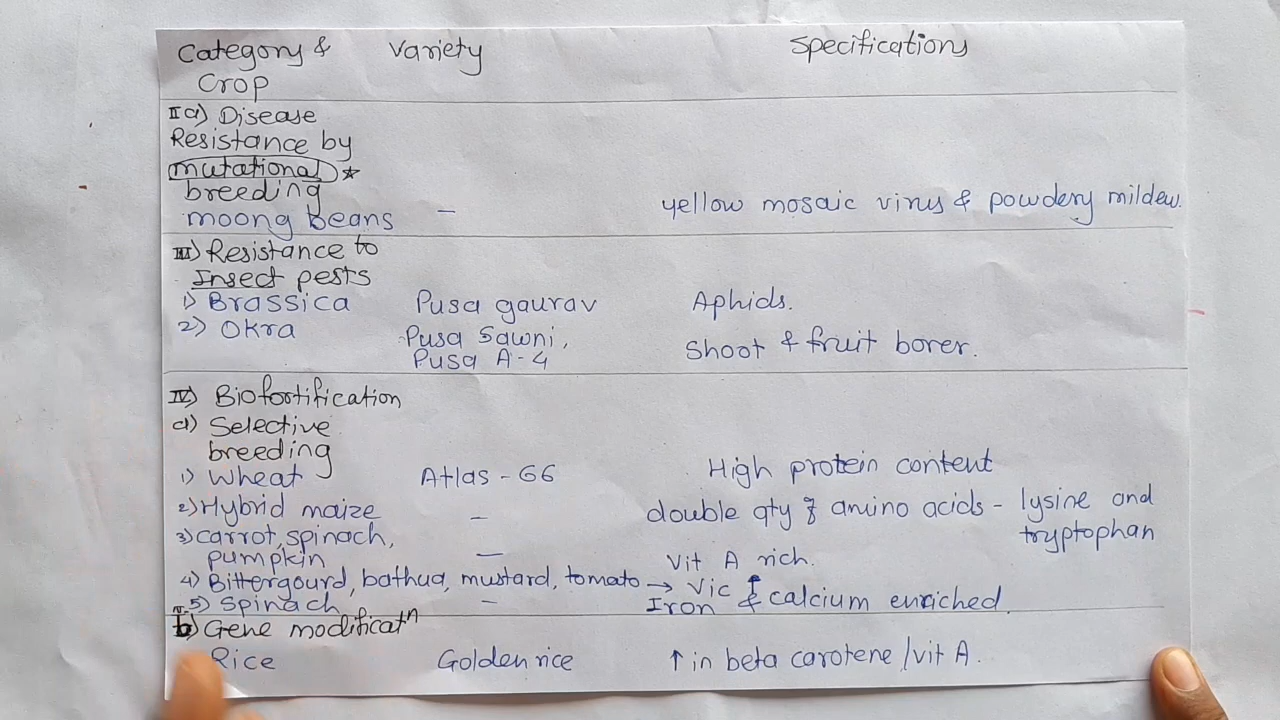 Category & Variety Specifications
Crop
II a) Disease
Resistance by
mutational *
breeding
moong beans - yellow mosaic virus & powdery mildew.
III) Resistance to
Insect pests
1) Brassica Pusa gaurav Aphids.
2) Okra Pusa Sawni, Shoot & fruit borer.
Pusa A-4
IV) Biofortification
a) Selective
breeding
1) Wheat Atlas - 66 High protein content
2) Hybrid maize - double qty of amino acids - lysine and
tryptophan
3) Carrot, spinach,
pumpkin - Vit A rich.
4) Bittergourd, bathua, mustard, tomato → Vic ↑
5) Spinach - Iron & calcium enriched.
b) Gene modificatn
Rice Golden rice ↑ in beta carotene / vit A.